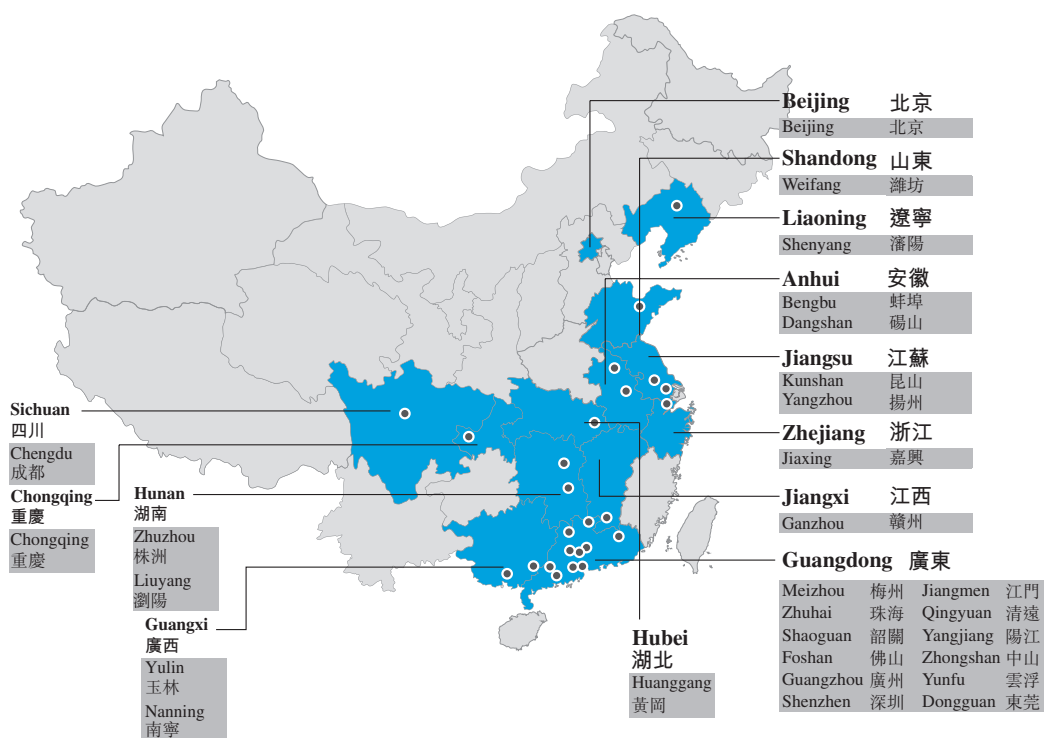 Beijing 北京
Beijing 北京
Shandong 山東
Weifang 濰坊
Liaoning 遼寧
Shenyang 瀋陽
Anhui 安徽
Bengbu 蚌埠
Dangshan 碭山
Jiangsu 江蘇
Kunshan 昆山
Yangzhou 揚州
Zhejiang 浙江
Jiaxing 嘉興
Jiangxi 江西
Ganzhou 贛州
Guangdong 廣東
Meizhou 梅州 Jiangmen 江門
Zhuhai 珠海 Qingyuan 清遠
Shaoguan 韶關 Yangjiang 陽江
Foshan 佛山 Zhongshan 中山
Guangzhou 廣州 Yunfu 雲浮
Shenzhen 深圳 Dongguan 東莞
Sichuan
四川
Chengdu
成都
Chongqing
重慶
Chongqing
重慶
Hunan
湖南
Zhuzhou
株洲
Liuyang
瀏陽
Guangxi
廣西
Yulin
玉林
Nanning
南寧
Hubei
湖北
Huanggang
黃岡